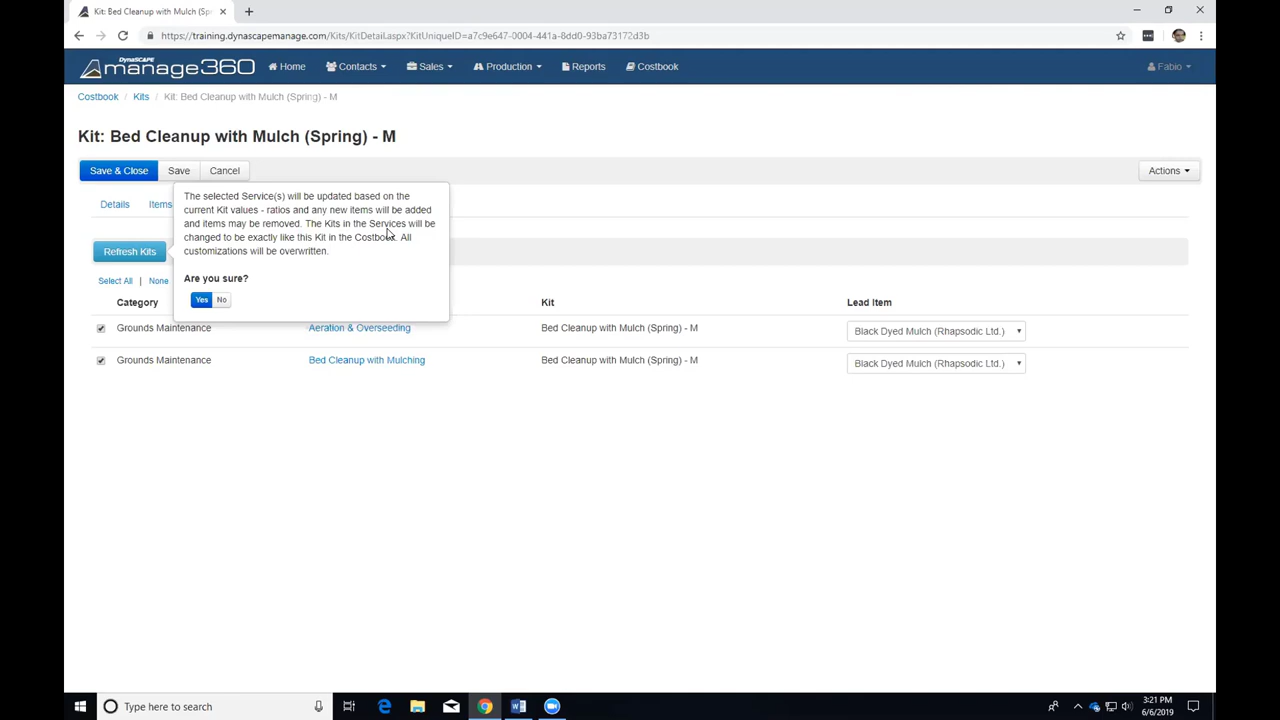 Kit: Bed Cleanup with Mulch (Sp
https://training.dynascapemanage.com/Kits/KitDetail.aspx?KitUniqueID=a7c9e647-0004-441a-8dd0-93ba73172d3b
DynaSCAPE
manage360 Home Contacts Sales Production Reports Costbook Fabio
Costbook / Kits / Kit: Bed Cleanup with Mulch (Spring) - M
Kit: Bed Cleanup with Mulch (Spring) - M
Save & Close Save Cancel Actions
The selected Service(s) will be updated based on the
current Kit values - ratios and any new items will be added
and items may be removed. The Kits in the Services will be
changed to be exactly like this Kit in the Costbook. All
customizations will be overwritten.
Are you sure?
Yes No
Details Items
Refresh Kits
Select All | None
Category Kit Lead Item
Grounds Maintenance Aeration & Overseeding Bed Cleanup with Mulch (Spring) - M Black Dyed Mulch (Rhapsodic Ltd.)
Grounds Maintenance Bed Cleanup with Mulching Bed Cleanup with Mulch (Spring) - M Black Dyed Mulch (Rhapsodic Ltd.)
Type here to search
3:21 PM
6/6/2019